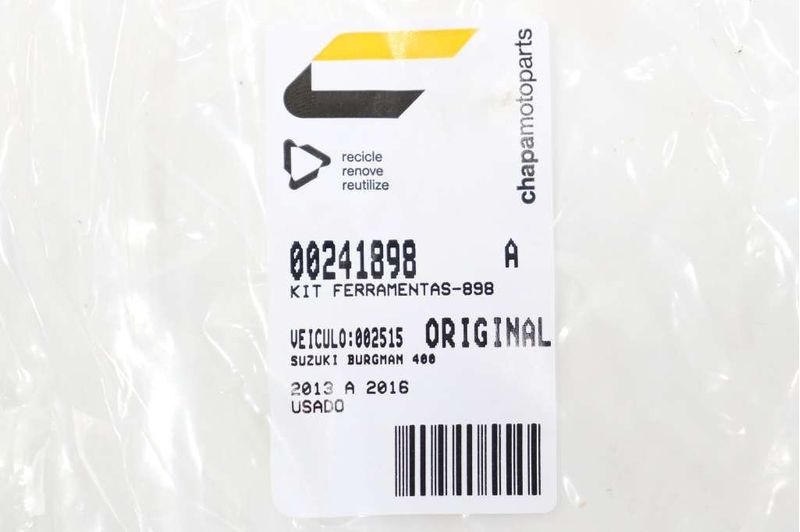 chapamotoparts
recicle
renove
reutilize
00241898 A
KIT FERRAMENTAS-898
VEICULO:002515 ORIGINAL
SUZUKI BURGMAN 400
2013 A 2016
USADO